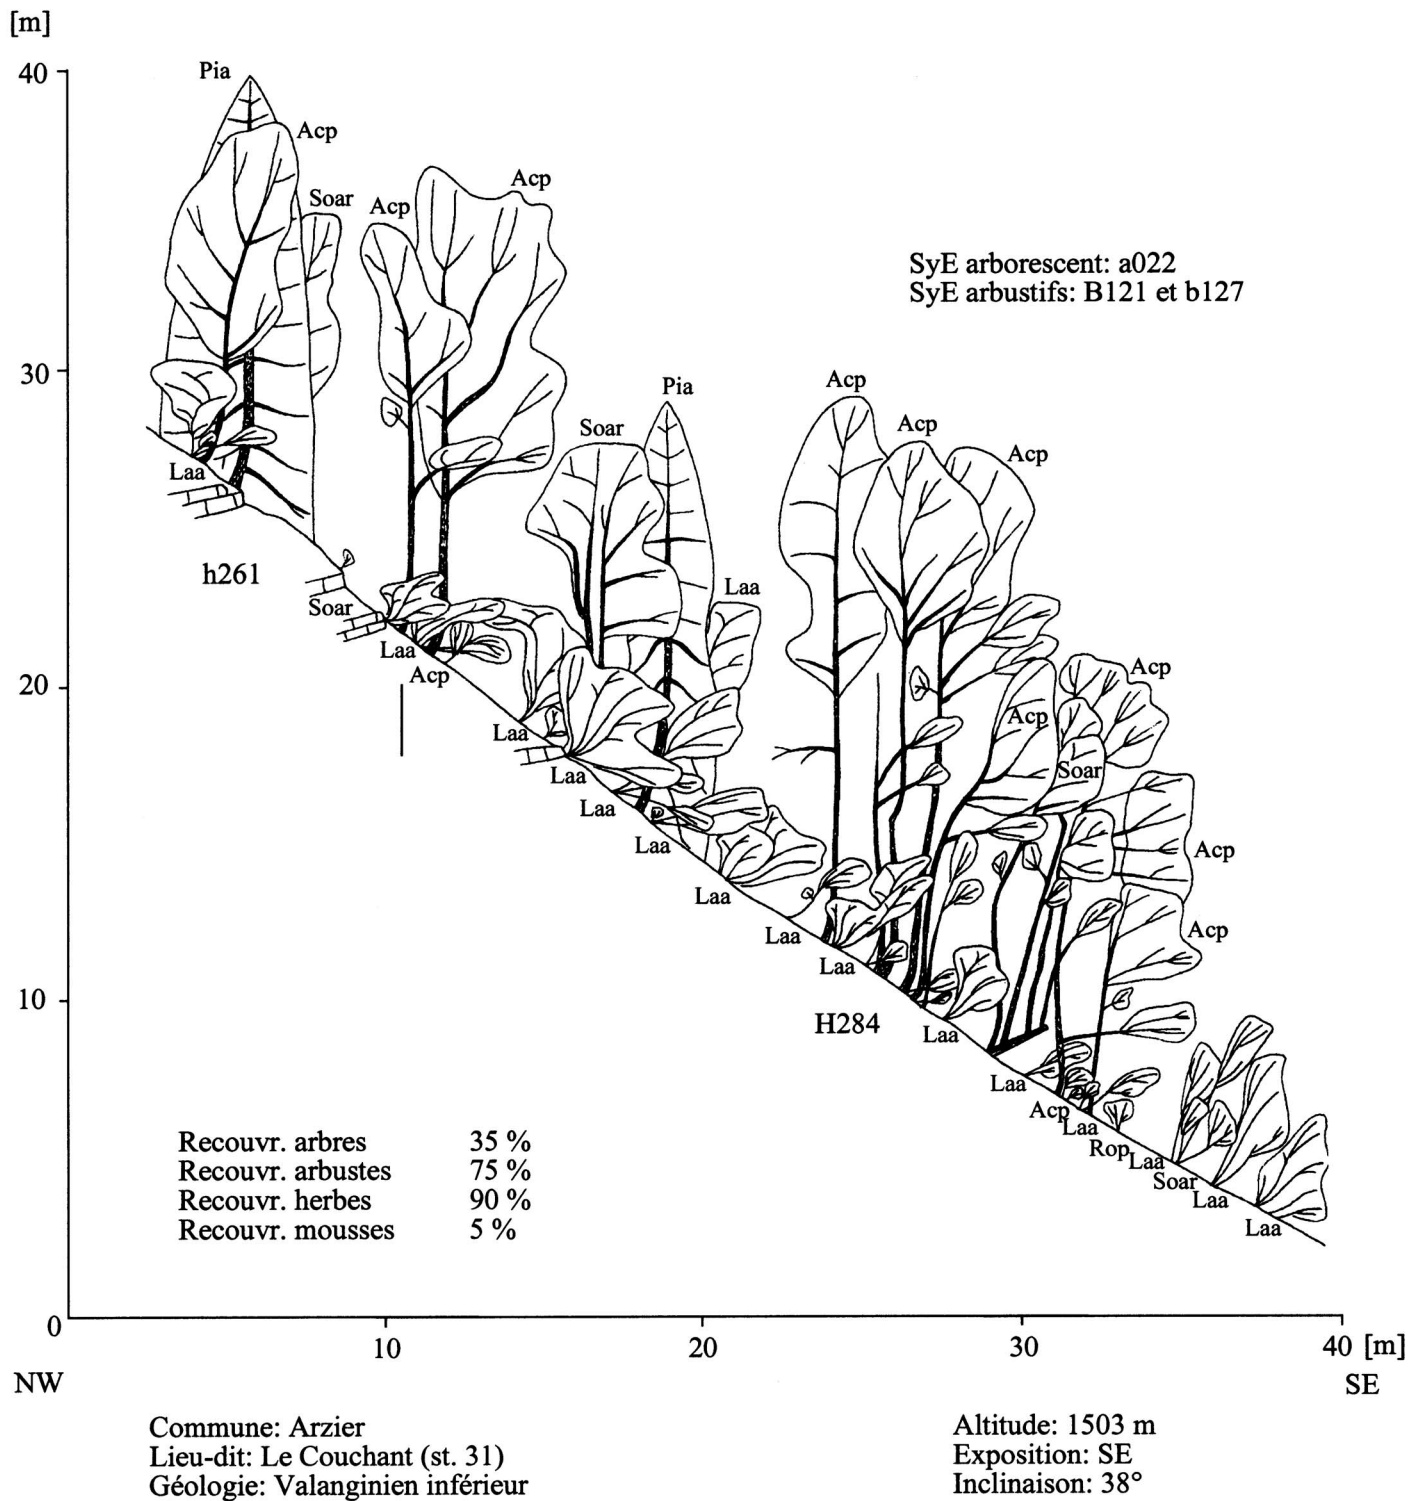 [m]
40
Pia
Acp
Soar
Acp
Acp
SyE arborescent: a022
SyE arbustifs: B121 et b127
30
Pia
Acp
Soar
Acp
Acp
Laa
h261
Laa
Soar
Laa
Acp
20
Acp
Acp
Laa
Soar
Laa
Laa
Laa
Acp
Laa
Laa
Acp
Laa
10
H284
Laa
Laa
Acp
Laa
Rop
Laa
Soar
Laa
Laa
Recouvr. arbres 35 %
Recouvr. arbustes 75 %
Recouvr. herbes 90 %
Recouvr. mousses 5 %
0
10
20
30
40 [m]
NW
SE
Commune: Arzier
Lieu-dit: Le Couchant (st. 31)
Géologie: Valanginien inférieur
Altitude: 1503 m
Exposition: SE
Inclinaison: 38°